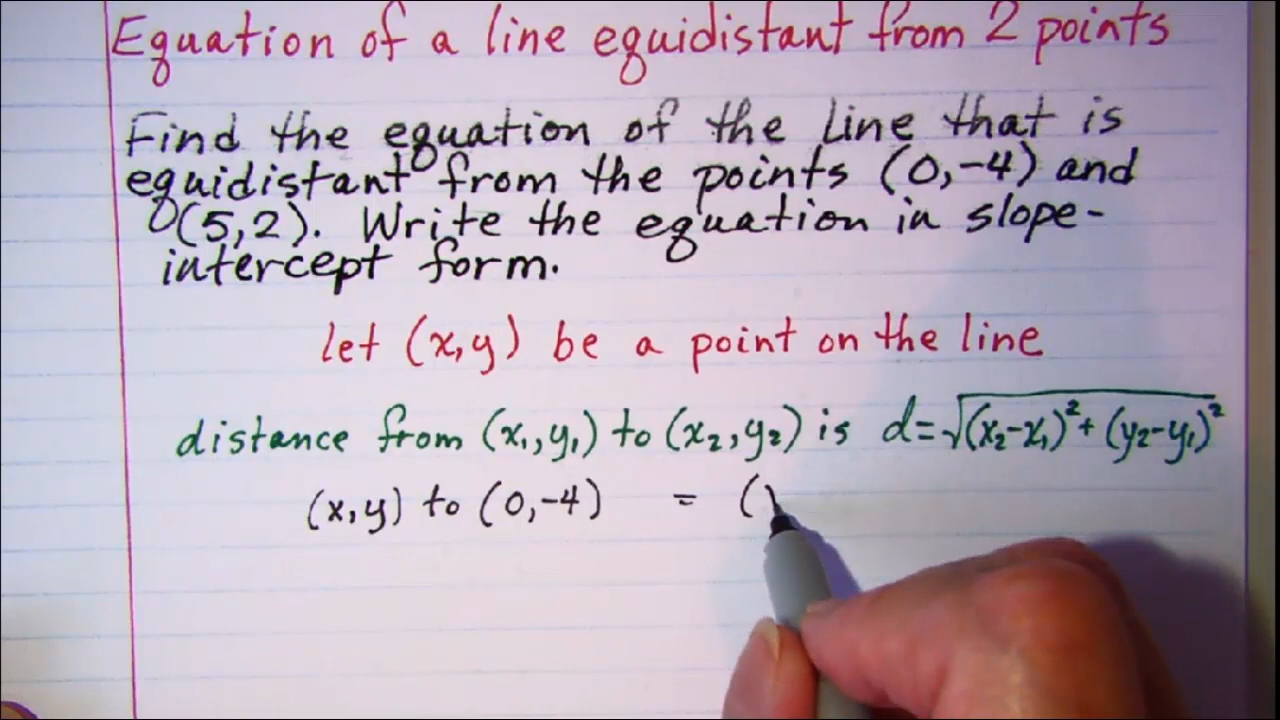 Equation of a line equidistant from 2 points
Find the equation of the line that is
equidistant from the points (0,-4) and
(5,2). Write the equation in slope-
intercept form.
let (x,y) be a point on the line
distance from (x₁,y₁) to (x₂,y₂) is d=√(x₂-x₁)²+(y₂-y₁)²
(x,y) to (0,-4) = (